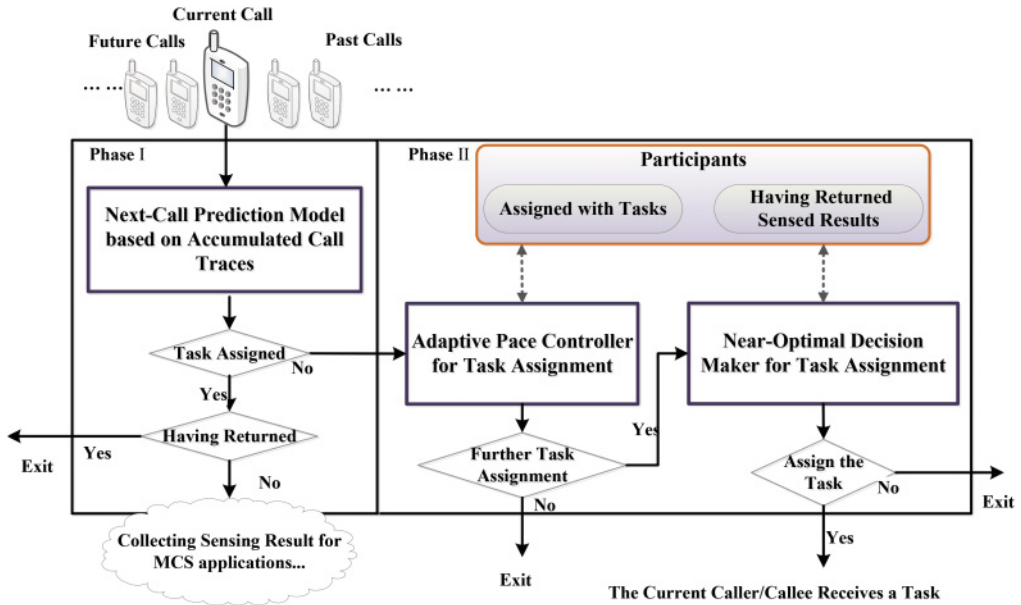 Current Call
Future Calls
Past Calls
... ...
... ...
Phase I
Phase II
Participants
Assigned with Tasks
Having Returned
Sensed Results
Next-Call Prediction Model
based on Accumulated Call
Traces
Adaptive Pace Controller
for Task Assignment
Near-Optimal Decision
Maker for Task Assignment
Task Assigned
No
Yes
Having Returned
Yes
Exit
No
Collecting Sensing Result for
MCS applications...
Yes
Further Task
Assignment
No
Exit
Assign the
Task
No
Exit
Yes
The Current Caller/Callee Receives a Task